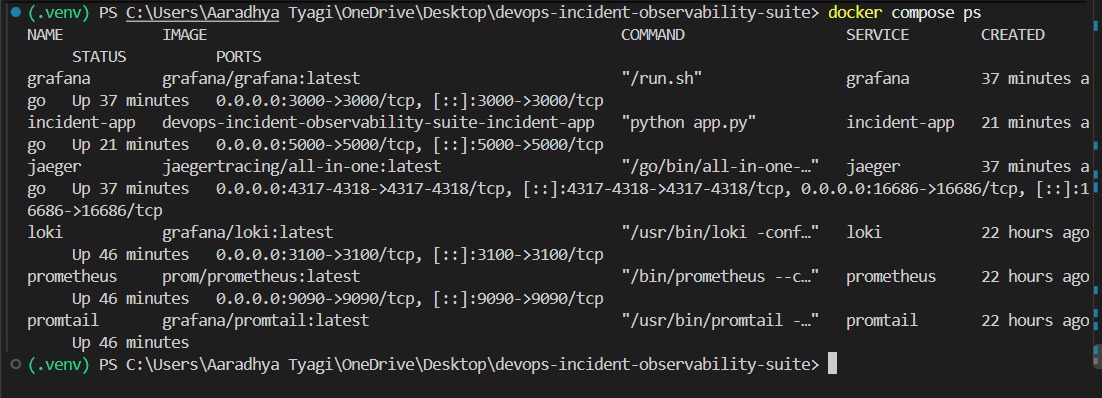 (.venv) PS C:\Users\Aaradhya Tyagi\OneDrive\Desktop\devops-incident-observability-suite> docker compose ps
NAME           IMAGE                                         COMMAND                  SERVICE        CREATED
     STATUS          PORTS
grafana        grafana/grafana:latest                        "/run.sh"                grafana        37 minutes a
go   Up 37 minutes   0.0.0.0:3000->3000/tcp, [::]:3000->3000/tcp
incident-app   devops-incident-observability-suite-incident-app   "python app.py"          incident-app   21 minutes a
go   Up 21 minutes   0.0.0.0:5000->5000/tcp, [::]:5000->5000/tcp
jaeger         jaegertracing/all-in-one:latest               "/go/bin/all-in-one-…"   jaeger         37 minutes a
go   Up 37 minutes   0.0.0.0:4317-4318->4317-4318/tcp, [::]:4317-4318->4317-4318/tcp, 0.0.0.0:16686->16686/tcp, [::]:1
6686->16686/tcp
loki           grafana/loki:latest                           "/usr/bin/loki -conf…"   loki           22 hours ago
     Up 46 minutes   0.0.0.0:3100->3100/tcp, [::]:3100->3100/tcp
prometheus     prom/prometheus:latest                        "/bin/prometheus --c…"   prometheus     22 hours ago
     Up 46 minutes   0.0.0.0:9090->9090/tcp, [::]:9090->9090/tcp
promtail       grafana/promtail:latest                       "/usr/bin/promtail -…"   promtail       22 hours ago
     Up 46 minutes
(.venv) PS C:\Users\Aaradhya Tyagi\OneDrive\Desktop\devops-incident-observability-suite>